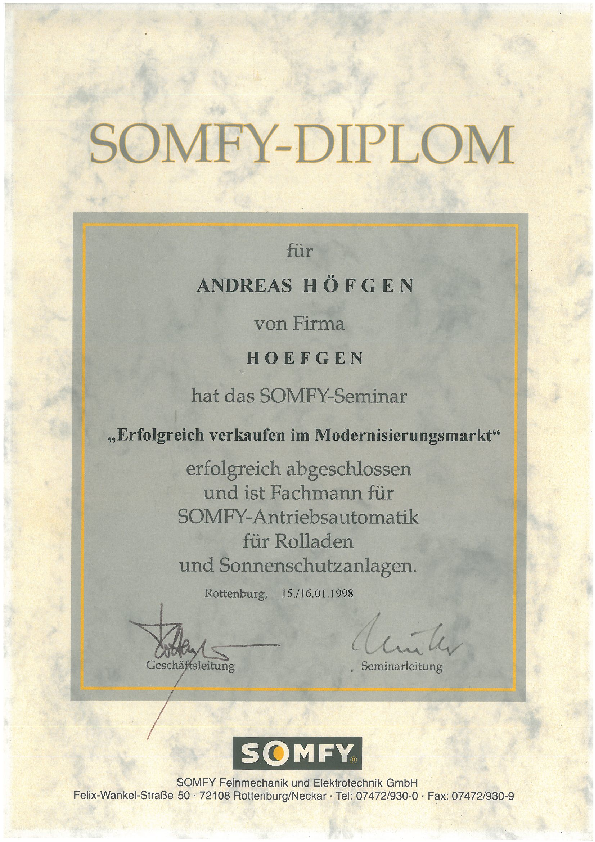 SOMFY-DIPLOM
für
ANDREAS HÖFGEN
von Firma
HOEFGEN
hat das SOMFY-Seminar
„Erfolgreich verkaufen im Modernisierungsmarkt“
erfolgreich abgeschlossen
und ist Fachmann für
SOMFY-Antriebsautomatik
für Rolladen
und Sonnenschutzanlagen.
Rottenburg, 15./16.01.1998
Geschäftsleitung Seminarleitung
SOMFY®
SOMFY Feinmechanik und Elektrotechnik GmbH
Felix-Wankel-Straße 50 · 72108 Rottenburg/Neckar · Tel: 07472/930-0 · Fax: 07472/930-9